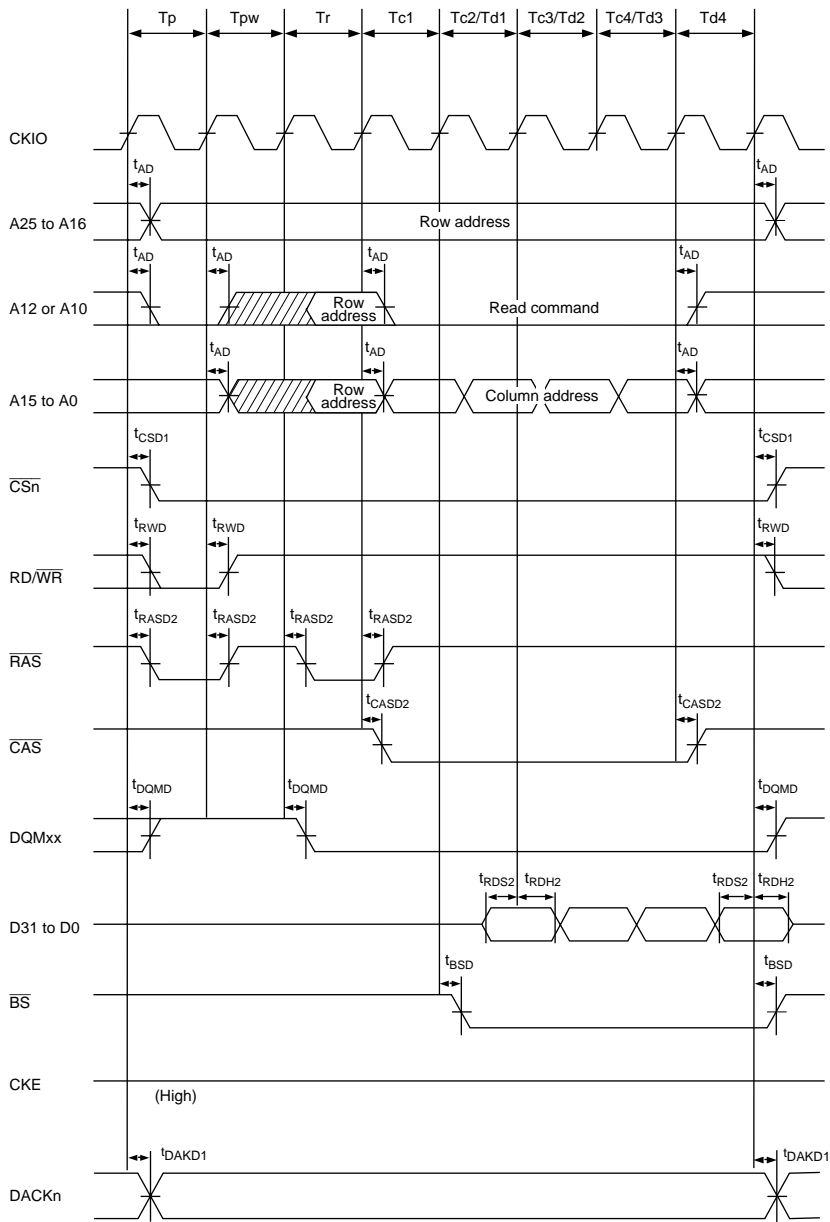 Tp Tpw Tr Tc1 Tc2/Td1 Tc3/Td2 Tc4/Td3 Td4
CKIO
tAD tAD
A25 to A16 Row address
tAD tAD tAD tAD
A12 or A10 Row address Read command
tAD tAD tAD
A15 to A0 Row address Column address
tCSD1 tCSD1
CSn
tRWD tRWD tRWD
RD/WR
tRASD2 tRASD2 tRASD2 tRASD2
RAS
tCASD2 tCASD2
CAS
tDQMD tDQMD tDQMD
DQMxx
tRDS2 tRDH2 tRDS2 tRDH2
D31 to D0
tBSD tBSD
BS
CKE
(High)
tDAKD1 tDAKD1
DACKn